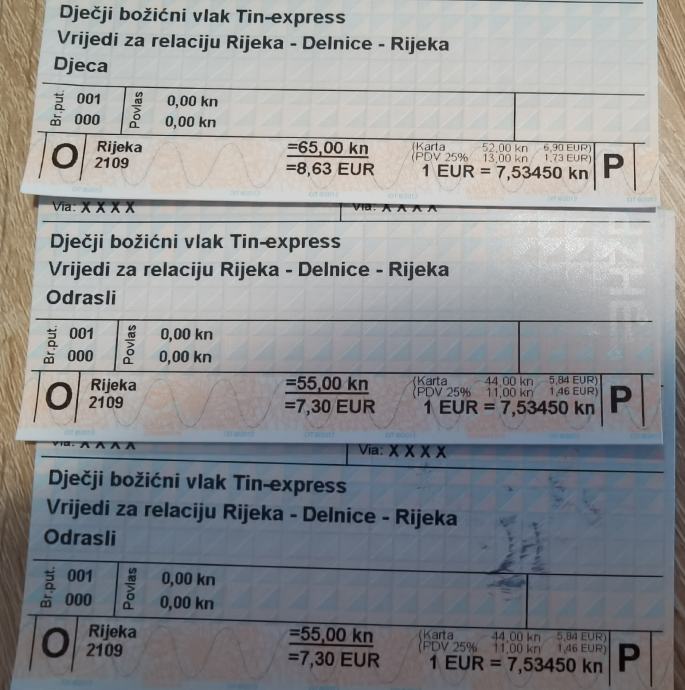 Dječji božićni vlak Tin-express
Vrijedi za relaciju Rijeka - Delnice - Rijeka
Djeca
Br.put. 001 Povlas 0,00 kn
000 0,00 kn
O Rijeka =65,00 kn (Karta 52,00 kn 6,90 EUR) P
2109 =8,63 EUR (PDV 25% 13,00 kn 1,73 EUR)
1 EUR = 7,53450 kn
Via: X X X X Via: X X X X
Dječji božićni vlak Tin-express
Vrijedi za relaciju Rijeka - Delnice - Rijeka
Odrasli
Br.put. 001 Povlas 0,00 kn
000 0,00 kn
O Rijeka =55,00 kn (Karta 44,00 kn 5,84 EUR) P
2109 =7,30 EUR (PDV 25% 11,00 kn 1,46 EUR)
1 EUR = 7,53450 kn
Via: X X X X Via: X X X X
Dječji božićni vlak Tin-express
Vrijedi za relaciju Rijeka - Delnice - Rijeka
Odrasli
Br.put. 001 Povlas 0,00 kn
000 0,00 kn
O Rijeka =55,00 kn (Karta 44,00 kn 5,84 EUR) P
2109 =7,30 EUR (PDV 25% 11,00 kn 1,46 EUR)
1 EUR = 7,53450 kn